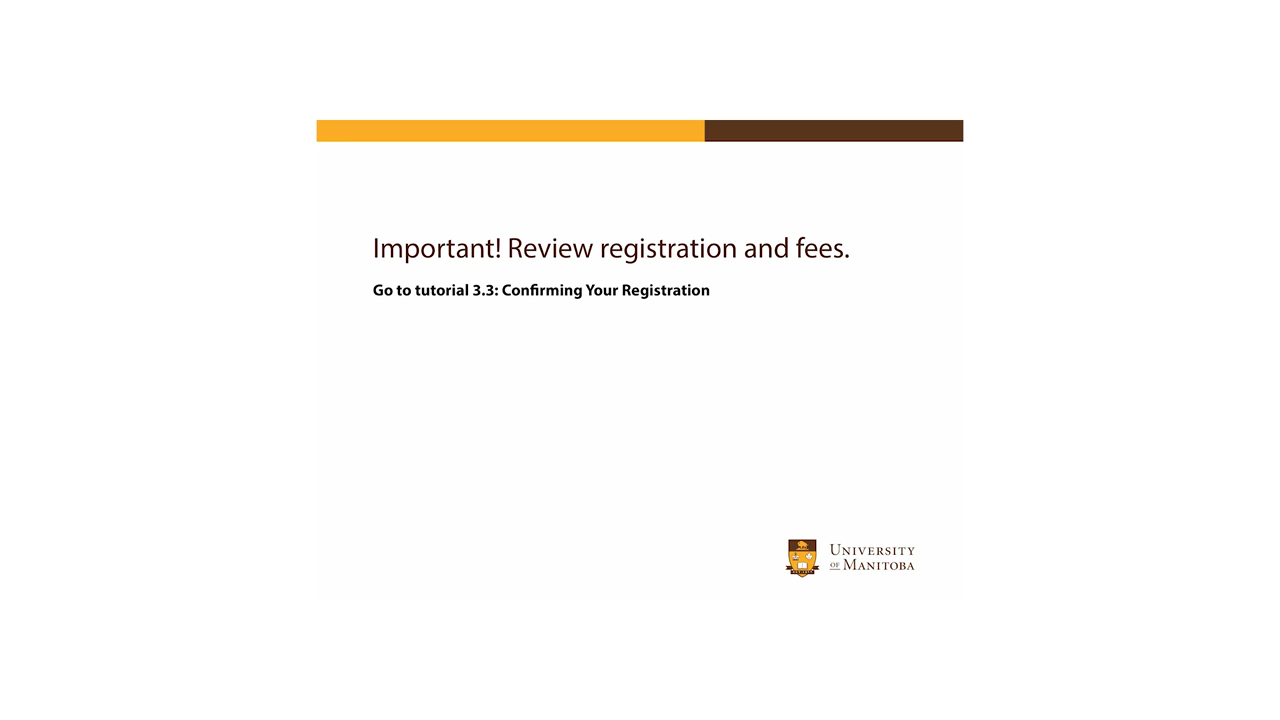 Important! Review registration and fees.
Go to tutorial 3.3: Confirming Your Registration
UNIVERSITY
OF MANITOBA